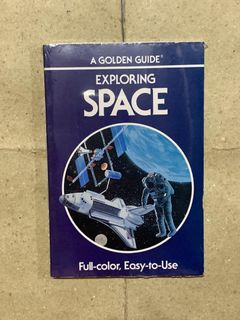 A GOLDEN GUIDE®
EXPLORING
SPACE
Full-color, Easy-to-Use